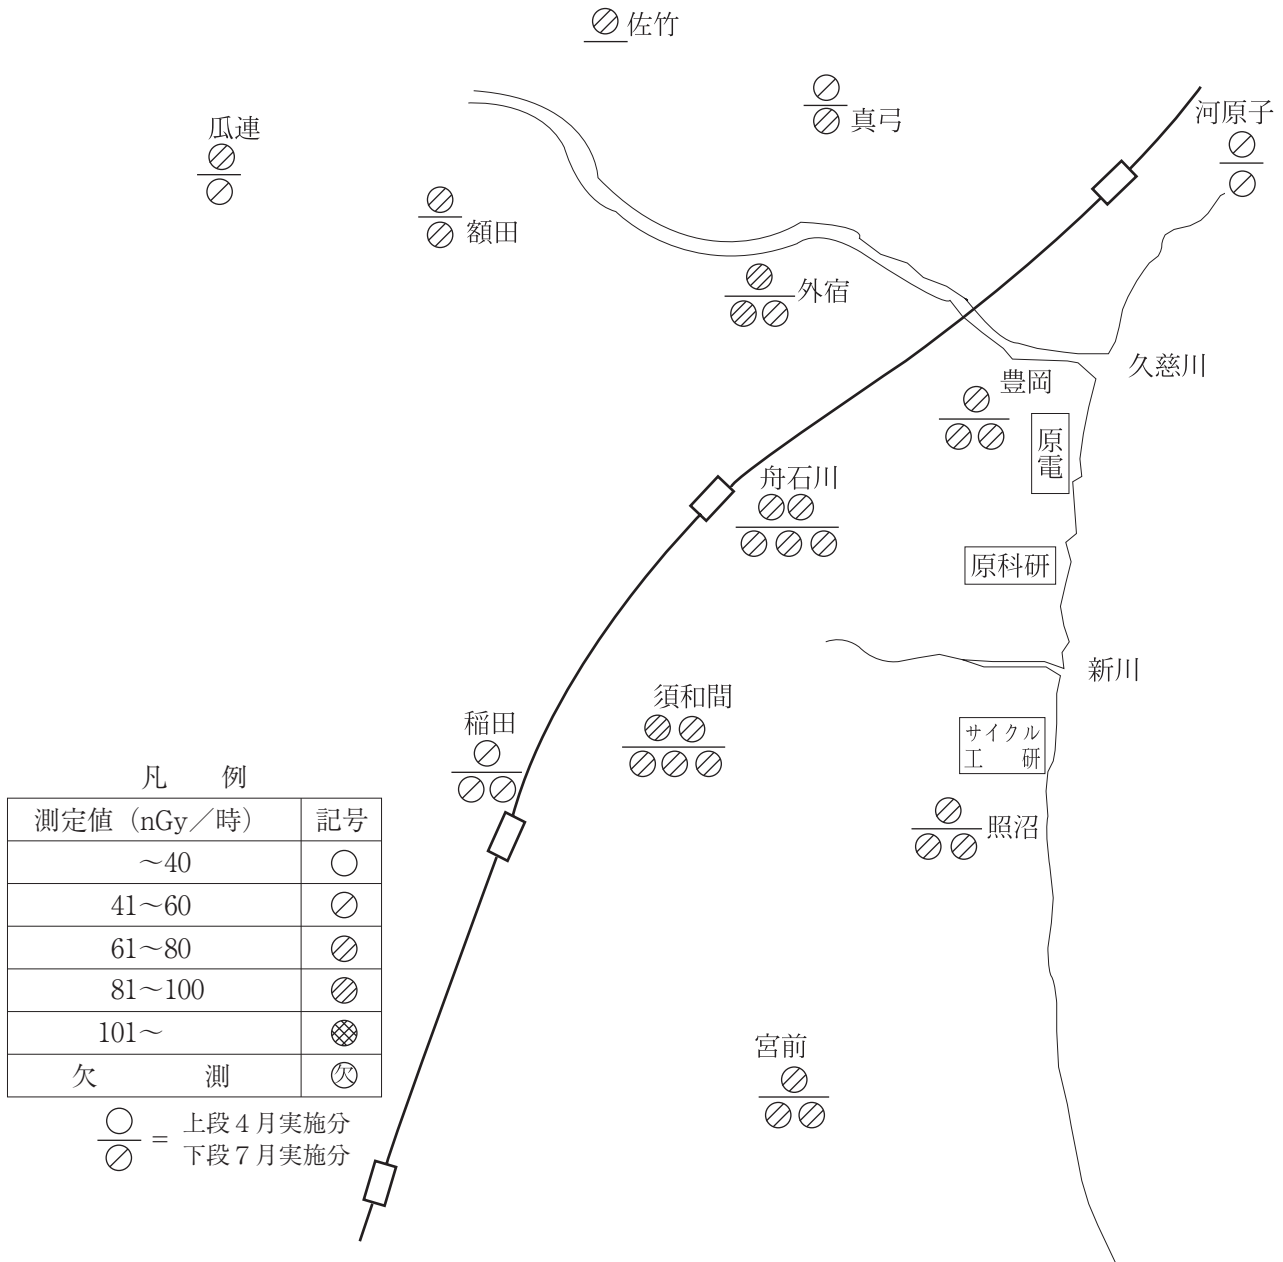 佐竹
真弓
河原子
瓜連
額田
外宿
久慈川
豊岡
原電
舟石川
原科研
新川
須和間
稲田
サイクル
工 研
照沼
凡 例
測定値（nGy／時） 記号
～40
41～60
61～80
81～100
101～
欠 測 欠
宮前
= 上段４月実施分
下段７月実施分